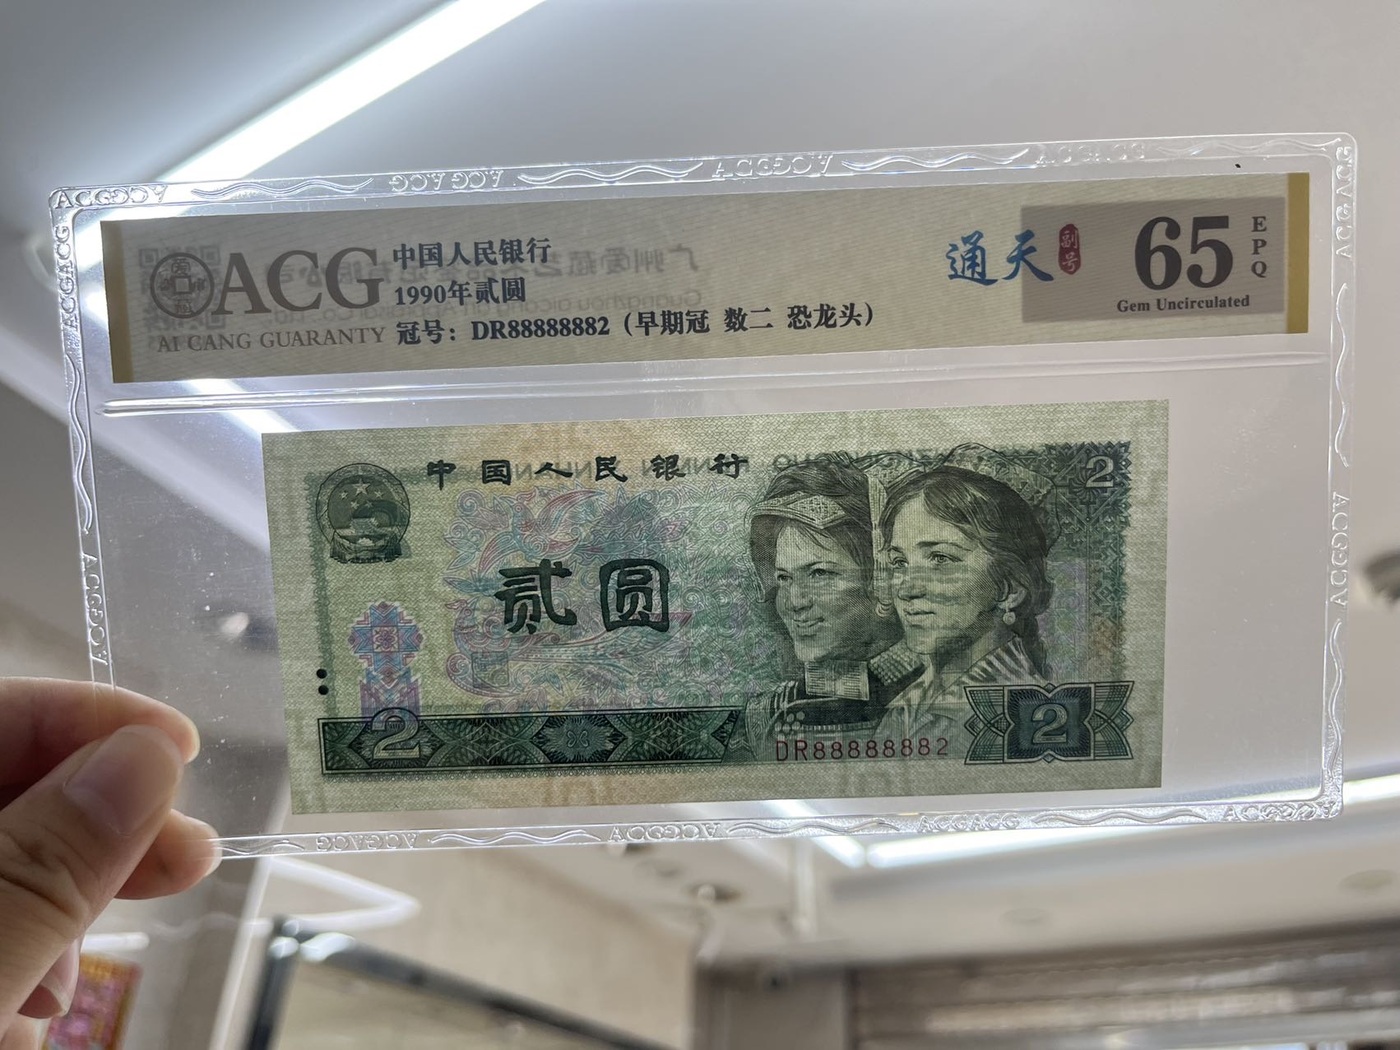 ACG
AI CANG GUARANTY
中国人民银行
1990年贰圆
冠号：DR88888882（早期冠 数二 恐龙头）
通天
副号
65
EPQ
Gem Uncirculated
中国人民银行
2
贰圆
2
DR88888882
2